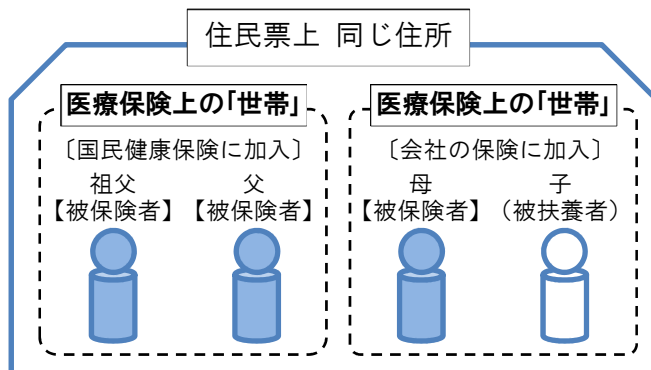 住民票上 同じ住所
医療保険上の「世帯」
〔国民健康保険に加入〕
祖父 父
【被保険者】【被保険者】
医療保険上の「世帯」
〔会社の保険に加入〕
母 子
【被保険者】（被扶養者）